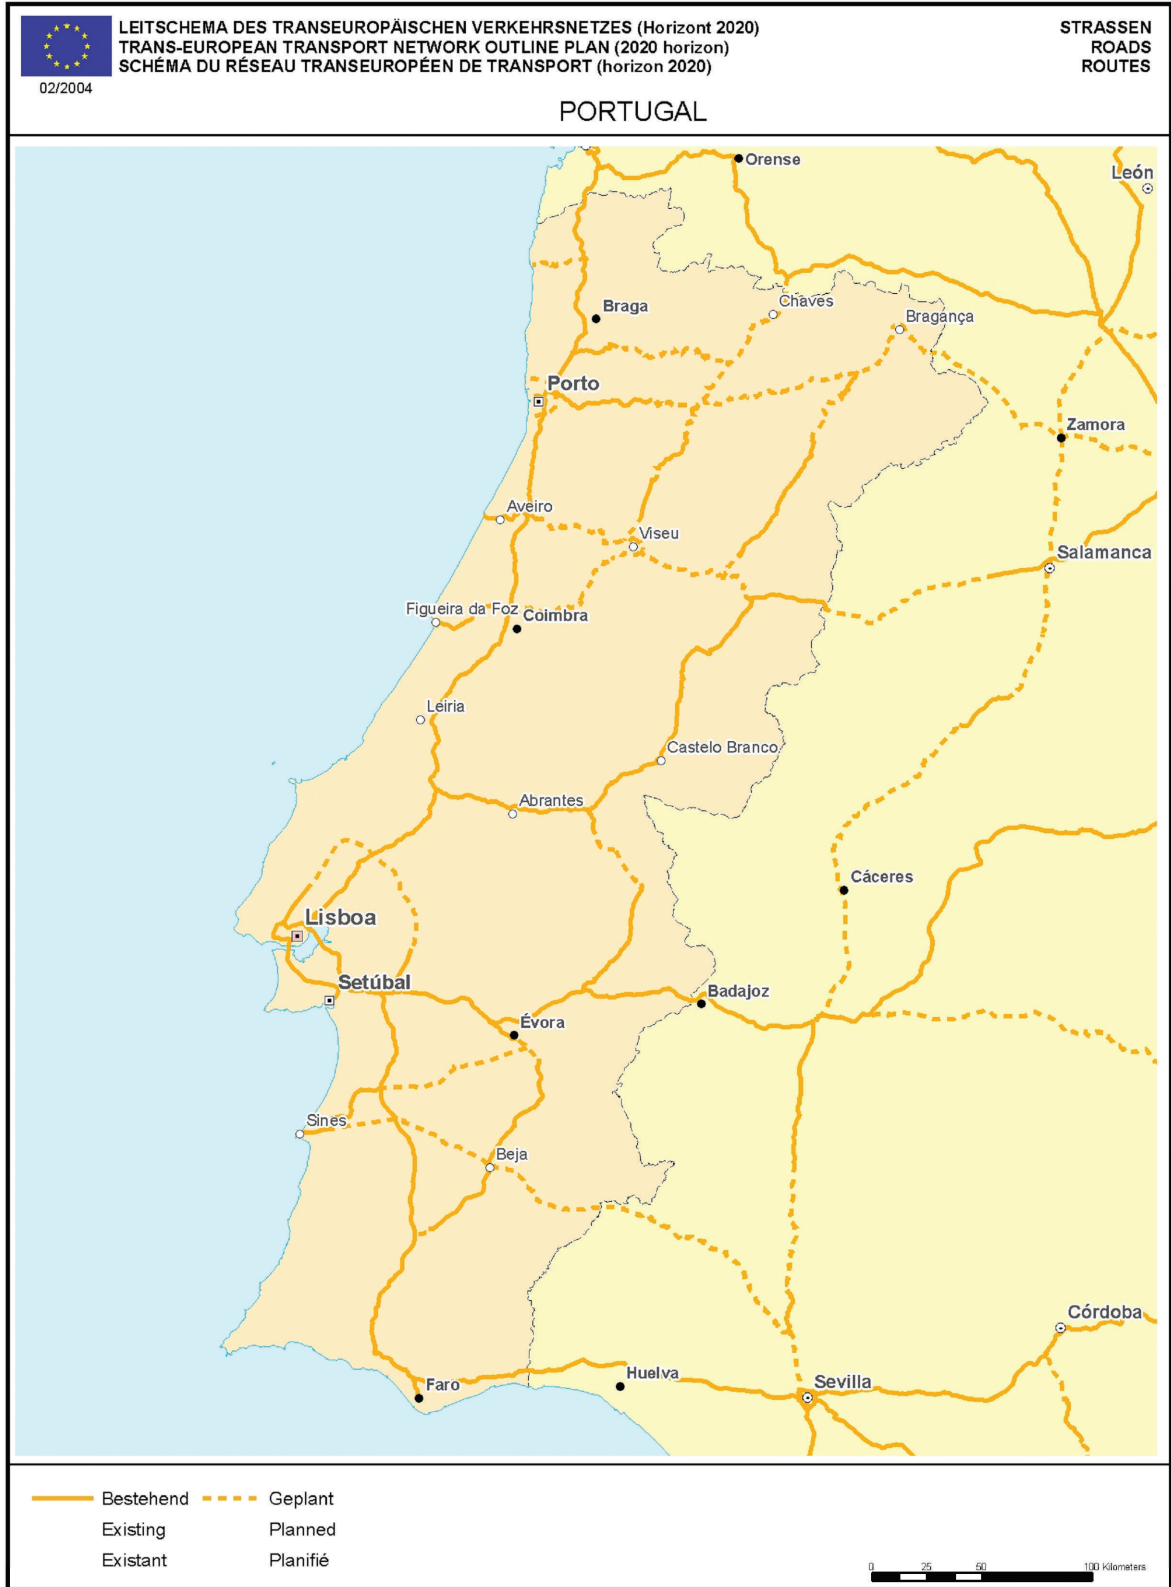 LEITSCHEMA DES TRANSEUROPÄISCHEN VERKEHRSNETZES (Horizont 2020)
TRANS-EUROPEAN TRANSPORT NETWORK OUTLINE PLAN (2020 horizon)
SCHÉMA DU RÉSEAU TRANSEUROPÉEN DE TRANSPORT (horizon 2020)
STRASSEN
ROADS
ROUTES
02/2004
PORTUGAL
Orense
León
Chaves
Braga
Bragança
Porto
Zamora
Aveiro
Viseu
Salamanca
Figueira da Foz
Coimbra
Leiria
Castelo Branco
Abrantes
Cáceres
Lisboa
Setúbal
Badajoz
Évora
Sines
Beja
Córdoba
Huelva
Sevilla
Faro
Bestehend Geplant
Existing Planned
Existant Planifié
0 25 50 100 Kilometers